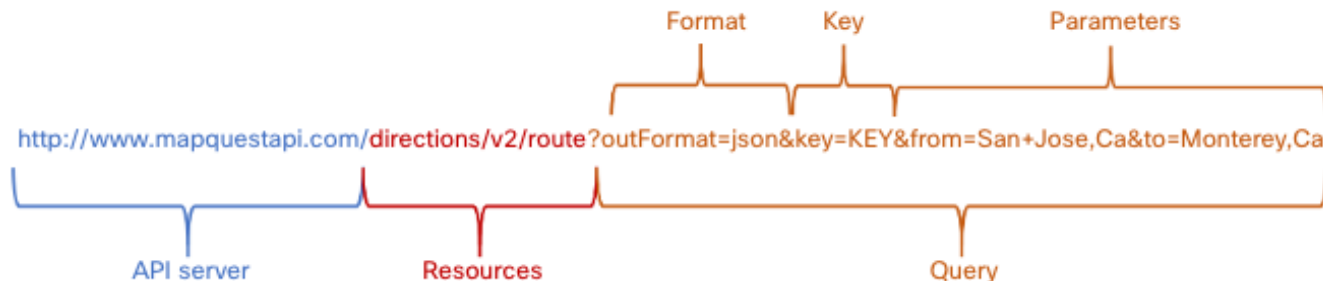 Format Key Parameters
http://www.mapquestapi.com/directions/v2/route?outFormat=json&key=KEY&from=San+Jose,Ca&to=Monterey,Ca
API server Resources Query